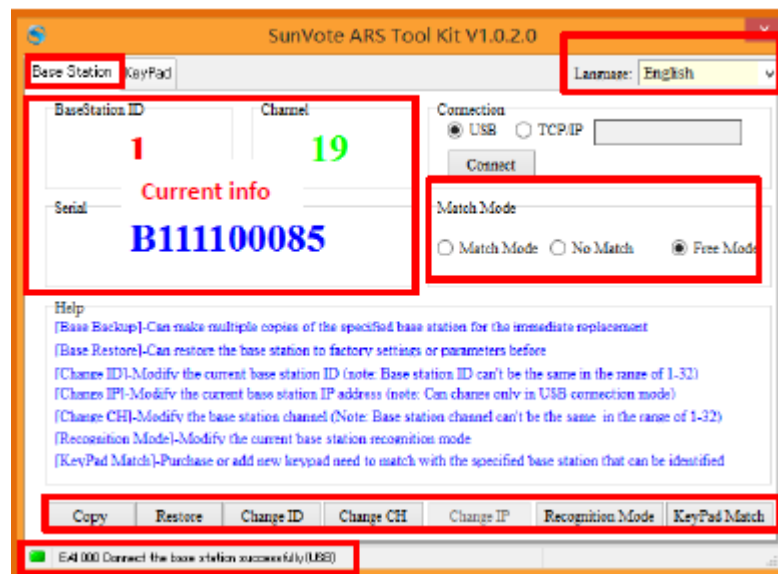 SunVote ARS Tool Kit V1.0.2.0
Base Station KeyPad
Language: English
BaseStation ID
Channel
Connection
USB TCP/IP
1
19
Connect
Current info
Serial
Match Mode
B111100085
Match Mode No Match Free Mode
Help
[Base Backup]-Can make multiple copies of the specified base station for the immediate replacement
[Base Restore]-Can restore the base station to factory settings or parameters before
[Change ID]-Modify the current base station ID (note: Base station ID can't be the same in the range of 1-32)
[Change IP]-Modify the current base station IP address (note: Can change only in USB connection mode)
[Change CH]-Modify the base station channel (Note: Base station channel can't be the same in the range of 1-32)
[Recognition Mode]-Modify the current base station recognition mode
[KeyPad Match]-Purchase or add new keypad need to match with the specified base station that can be identified
Copy Restore Change ID Change CH Change IP Recognition Mode KeyPad Match
Connect the base station successfully(USB)